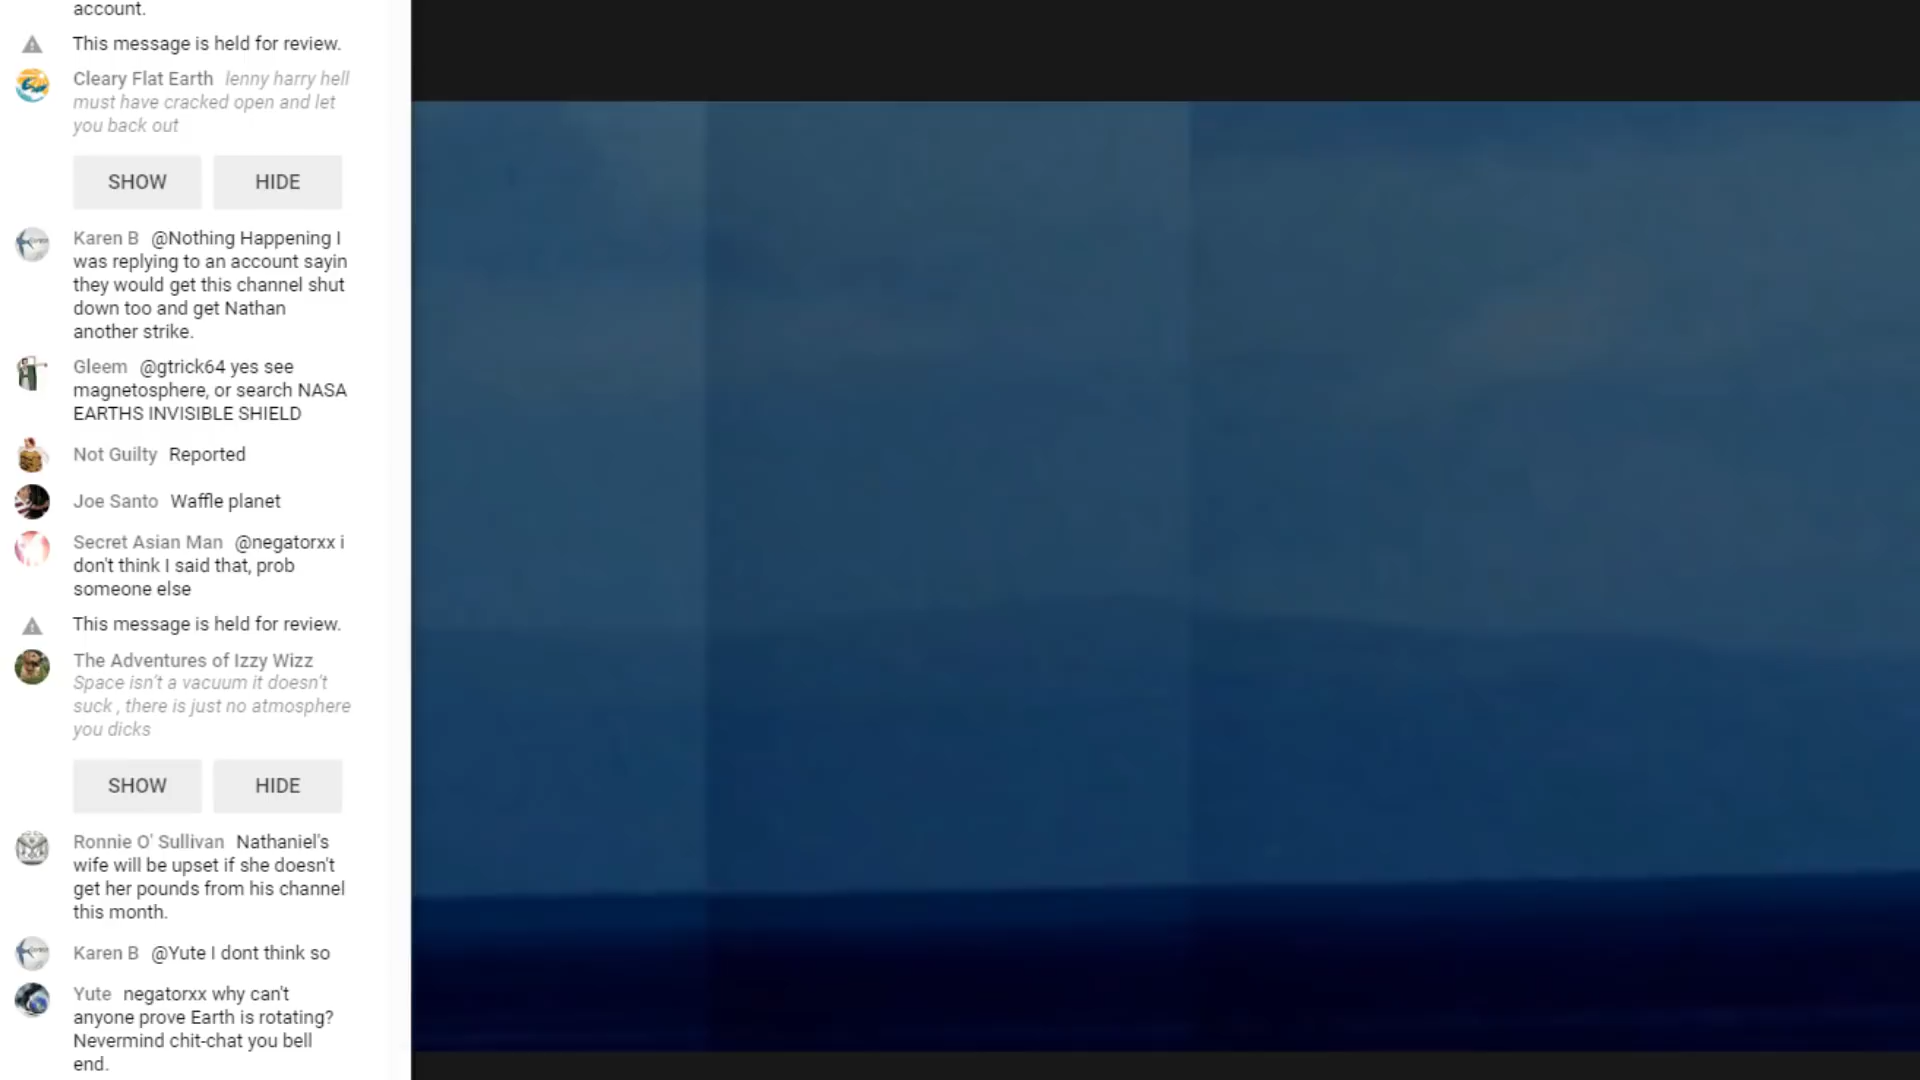 account.
This message is held for review.
Cleary Flat Earth lenny harry hell
must have cracked open and let
you back out
SHOW HIDE
Karen B @Nothing Happening I
was replying to an account sayin
they would get this channel shut
down too and get Nathan
another strike.
Gleem @gtrick64 yes see
magnetosphere, or search NASA
EARTHS INVISIBLE SHIELD
Not Guilty Reported
Joe Santo Waffle planet
Secret Asian Man @negatorxx i
don't think I said that, prob
someone else
This message is held for review.
The Adventures of Izzy Wizz
Space isn't a vacuum it doesn't
suck , there is just no atmosphere
you dicks
SHOW HIDE
Ronnie O' Sullivan Nathaniel's
wife will be upset if she doesn't
get her pounds from his channel
this month.
Karen B @Yute I dont think so
Yute negatorxx why can't
anyone prove Earth is rotating?
Nevermind chit-chat you bell
end.